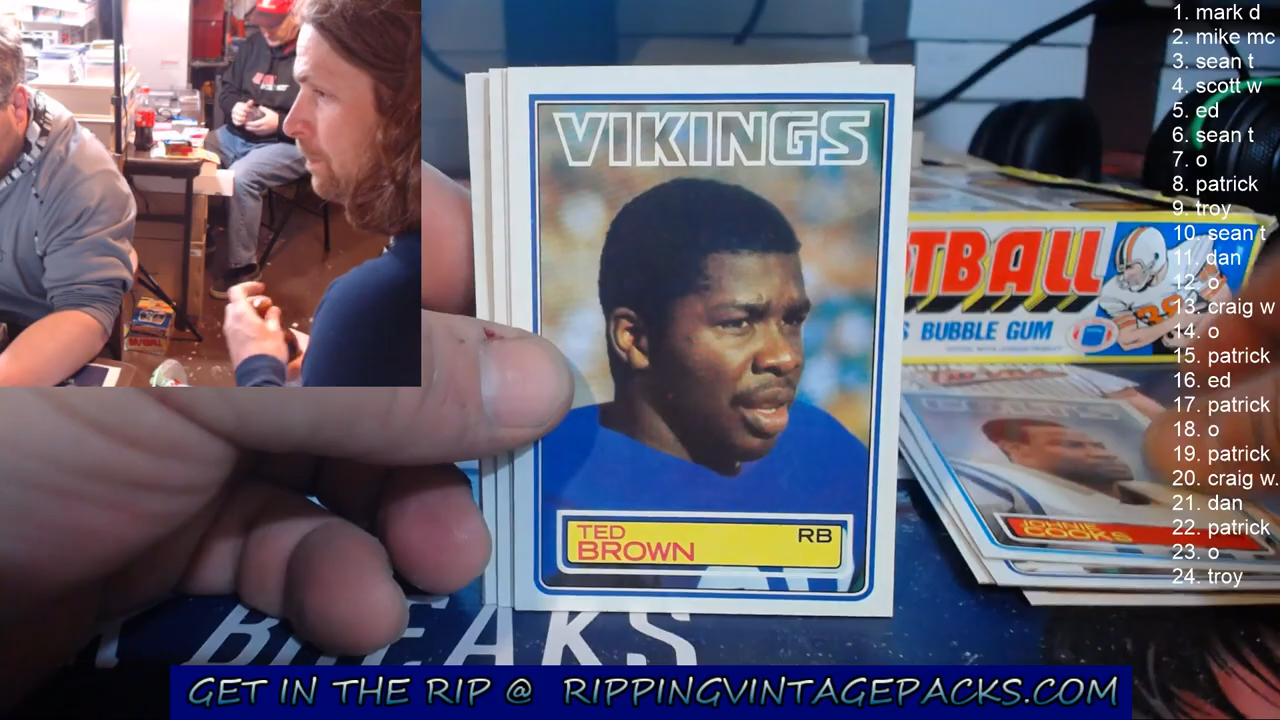 VIKINGS
TED
BROWN
RB
TBALL
BUBBLE GUM
JOHNIE
COOKS
BREAKS
GET IN THE RIP @ RIPPINGVINTAGEPACKS.COM
1. mark d
2. mike mc
3. sean t
4. scott w
5. ed
6. sean t
7. o
8. patrick
9. troy
10. sean t
11. dan
12. o
13. craig w
14. o
15. patrick
16. ed
17. patrick
18. o
19. patrick
20. craig w.
21. dan
22. patrick
23. o
24. troy